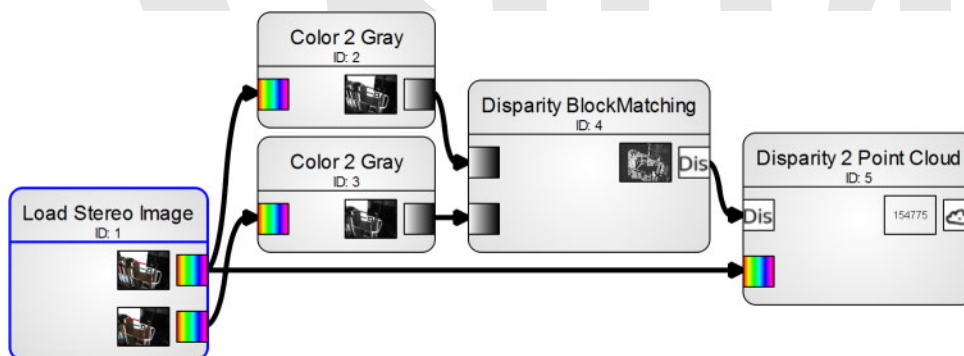 Color 2 Gray
ID: 2
Color 2 Gray
ID: 3
Load Stereo Image
ID: 1
Disparity BlockMatching
ID: 4
Dis
Disparity 2 Point Cloud
ID: 5
Dis
154775